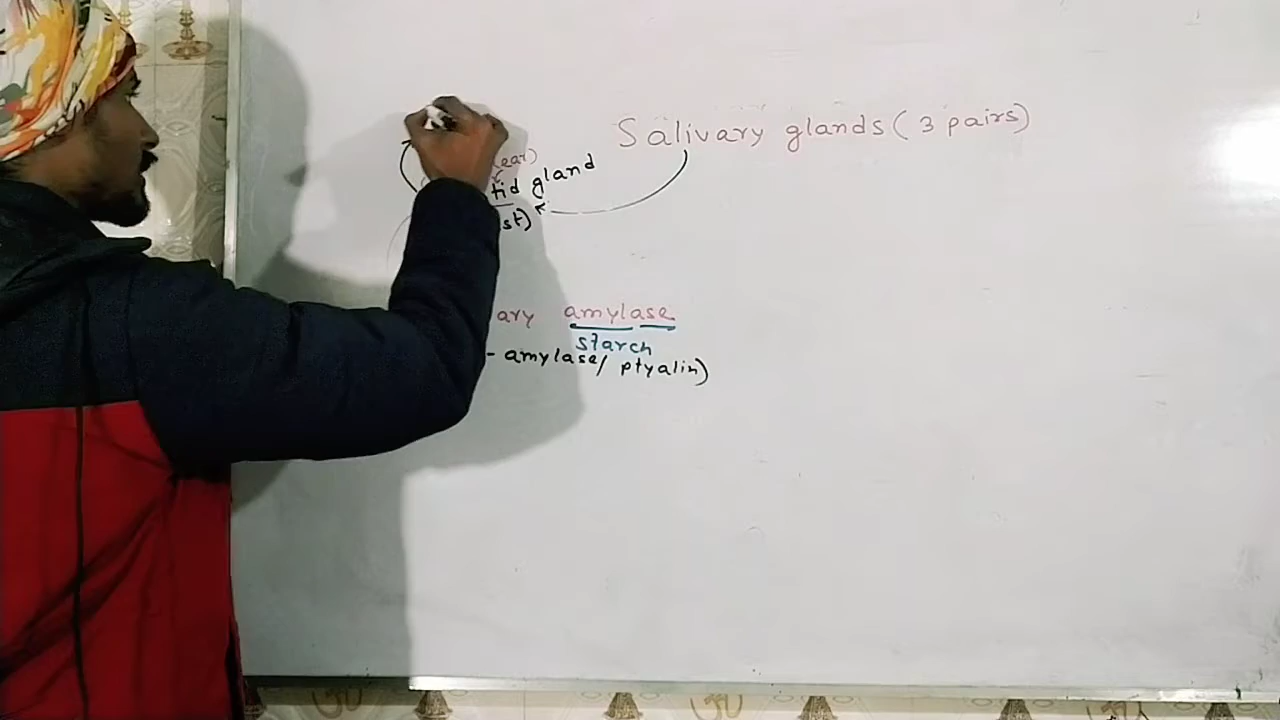 Salivary glands (3 pairs)
(ear)
tid gland
st)
ary amylase
starch
- amylase/ ptyalin)